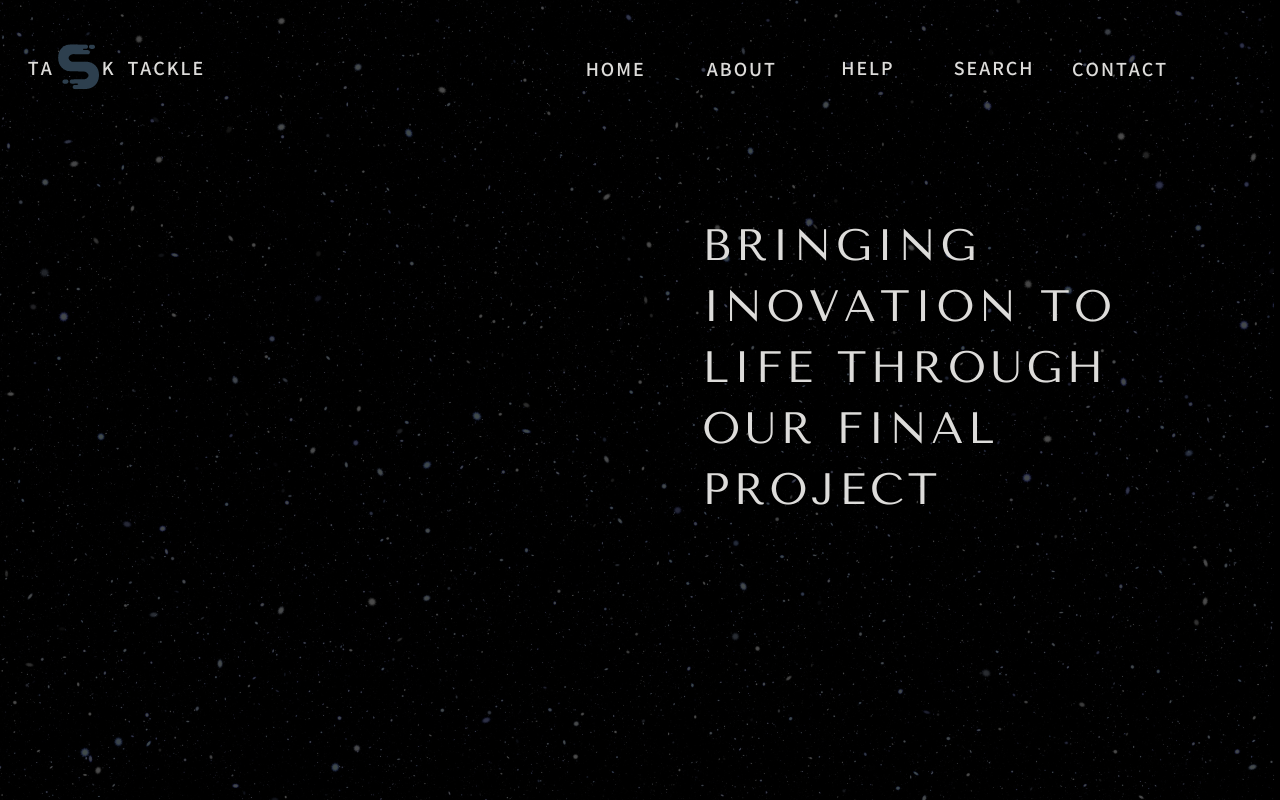 TASK TACKLE
HOME ABOUT HELP SEARCH CONTACT
BRINGING
INOVATION TO
LIFE THROUGH
OUR FINAL
PROJECT